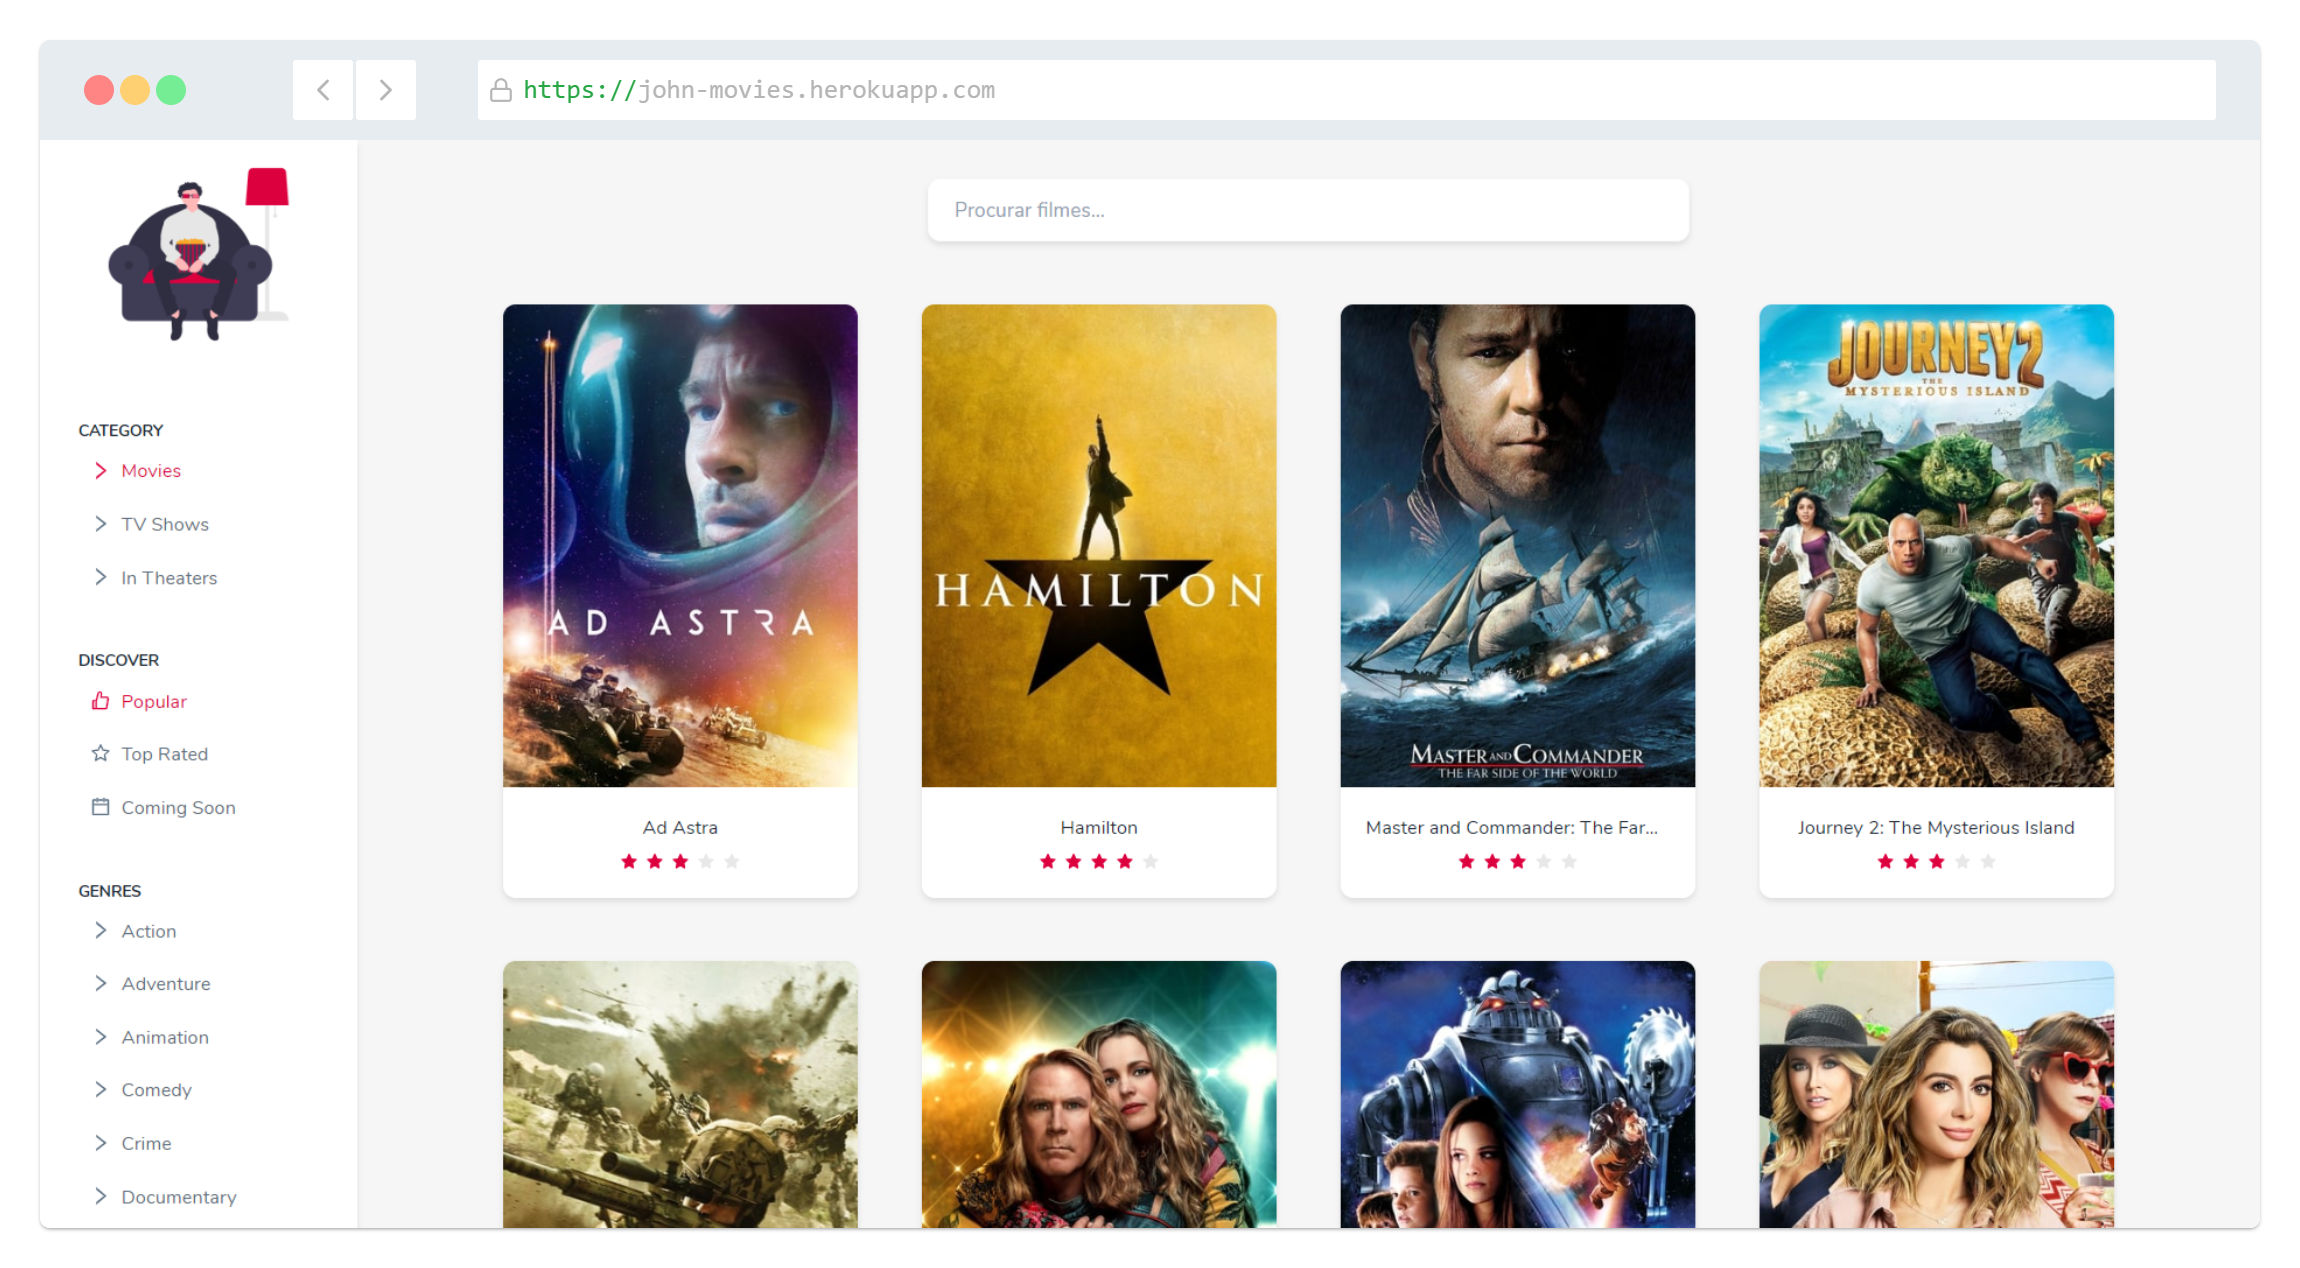 https://john-movies.herokuapp.com
Procurar filmes...
CATEGORY
Movies
TV Shows
In Theaters
DISCOVER
Popular
Top Rated
Coming Soon
GENRES
Action
Adventure
Animation
Comedy
Crime
Documentary
AD ASTRA
Ad Astra
HAMILTON
Hamilton
MASTER AND COMMANDER
THE FAR SIDE OF THE WORLD
Master and Commander: The Far...
JOURNEY 2
THE
MYSTERIOUS ISLAND
Journey 2: The Mysterious Island